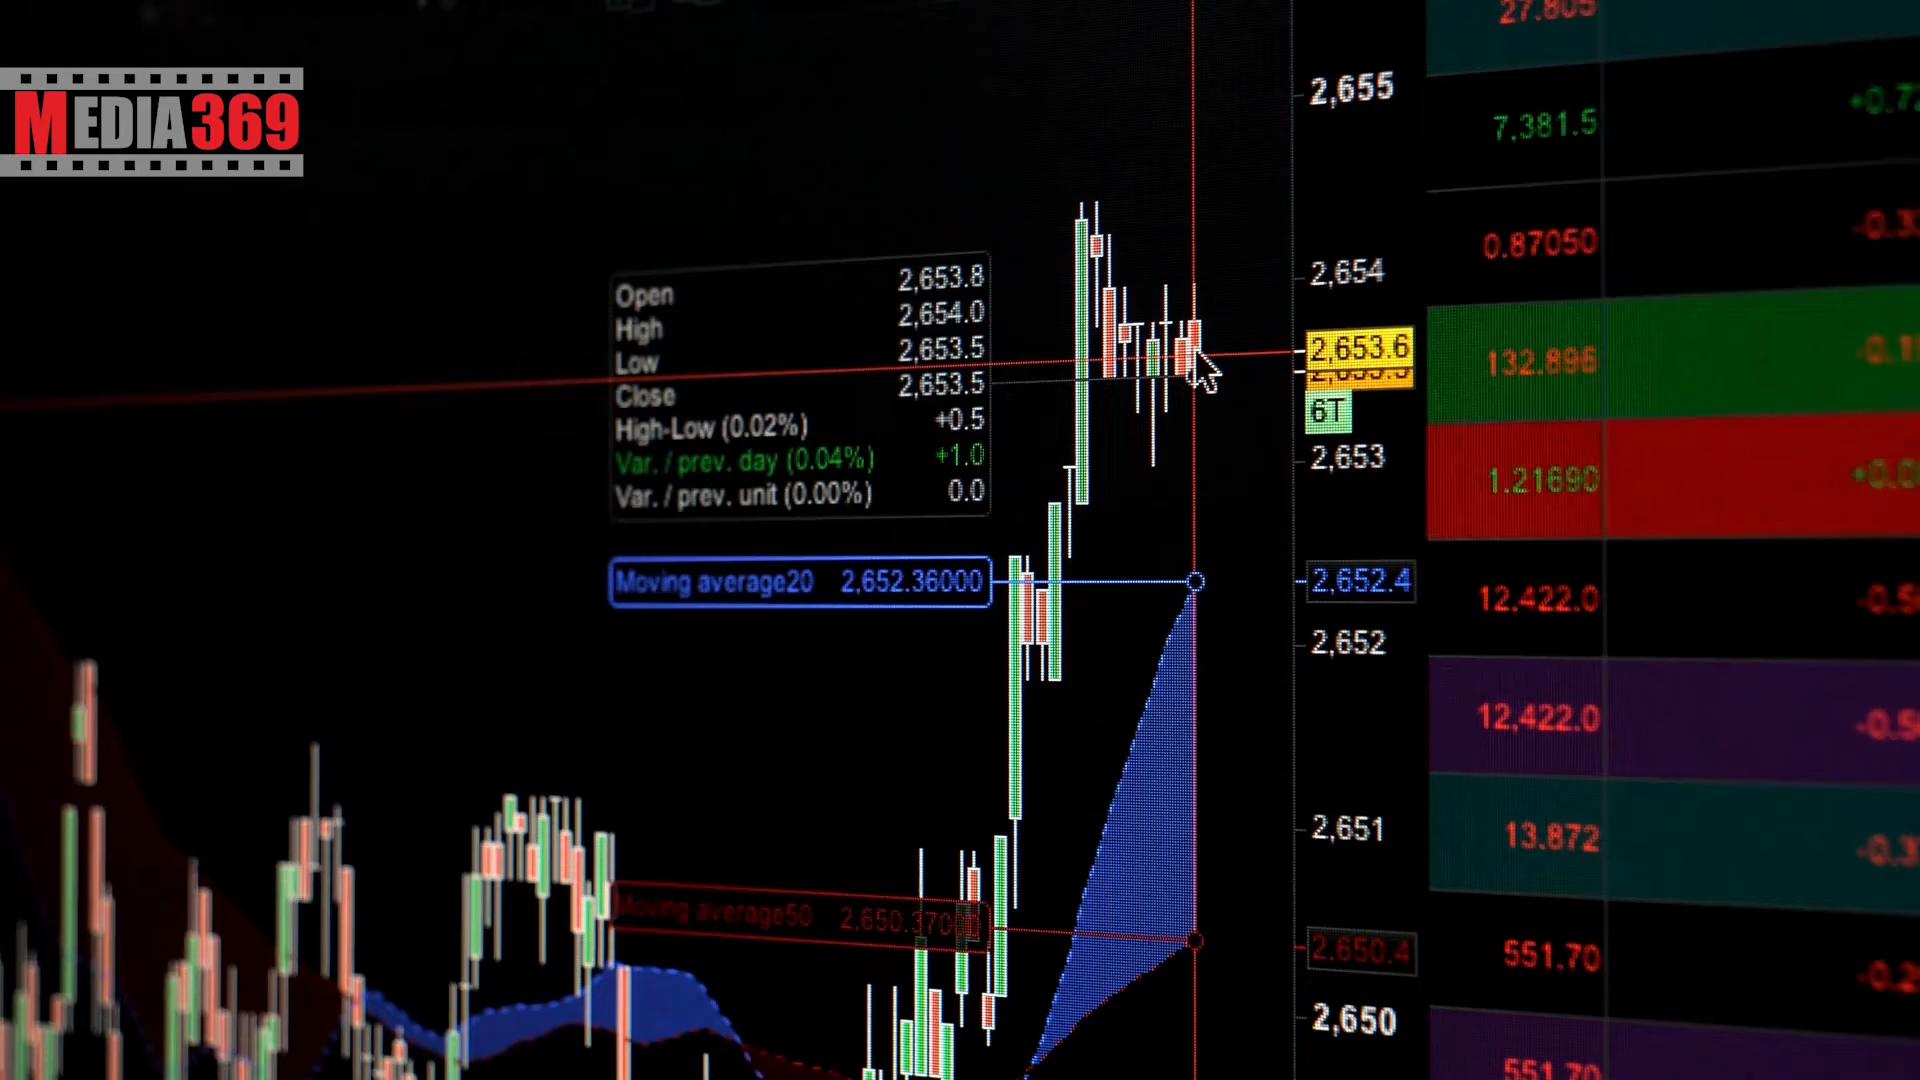 MEDIA369
27.805
2,655
7.381.5
0.87050
2,654
Open 2,653.8
High 2,654.0
Low 2,653.5
Close 2,653.5
High-Low (0.02%) +0.5
Var. / prev. day (0.04%) +1.0
Var. / prev. unit (0.00%) 0.0
2,653.6
6T
132.896
2,653
1.21690
Moving average20 2,652.36000
2,652.4
12.422.0
2,652
12,422.0
2,651
13.872
Moving average50 2,650.37000
2.650.4
551.70
2,650
551.70